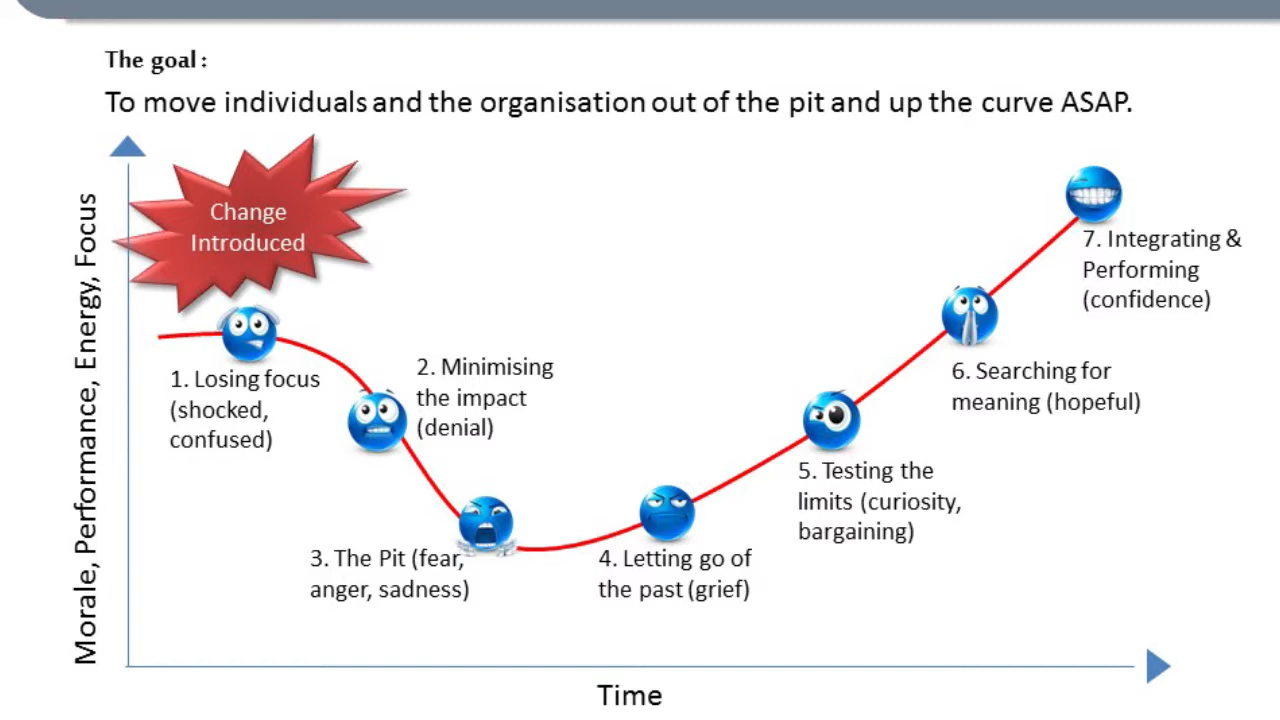 The goal :
To move individuals and the organisation out of the pit and up the curve ASAP.
Morale, Performance, Energy, Focus
Change
Introduced
1. Losing focus
(shocked,
confused)
2. Minimising
the impact
(denial)
3. The Pit (fear,
anger, sadness)
4. Letting go of
the past (grief)
5. Testing the
limits (curiosity,
bargaining)
6. Searching for
meaning (hopeful)
7. Integrating &
Performing
(confidence)
Time